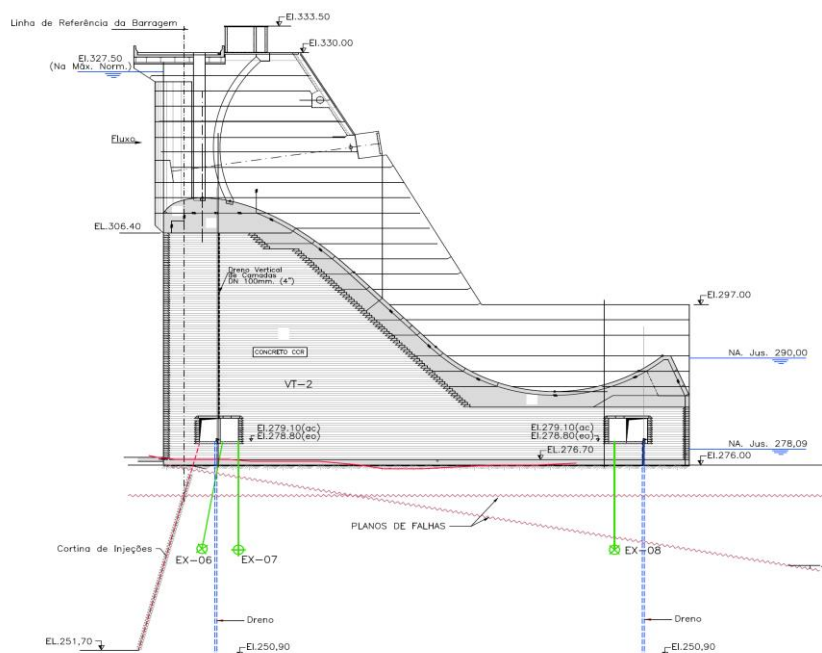 El.333.50
Linha de Referência da Barragem
El.330.00
El.327.50
(Na Máx. Norm.)
Fluxo
EL.306.40
Dreno Vertical
de Camadas
DN 100mm. (4")
El.297.00
CONCRETO CCR
NA. Jus. 290,00
VT-2
El.279.10(ac)
El.278.80(eo)
El.279.10(ac)
El.278.80(eo)
NA. Jus. 278,09
EL.276.70
El.276.00
PLANOS DE FALHAS
Cortina de Injeções
EX-06
EX-07
EX-08
Dreno
Dreno
EL.251,70
El.250,90
El.250,90